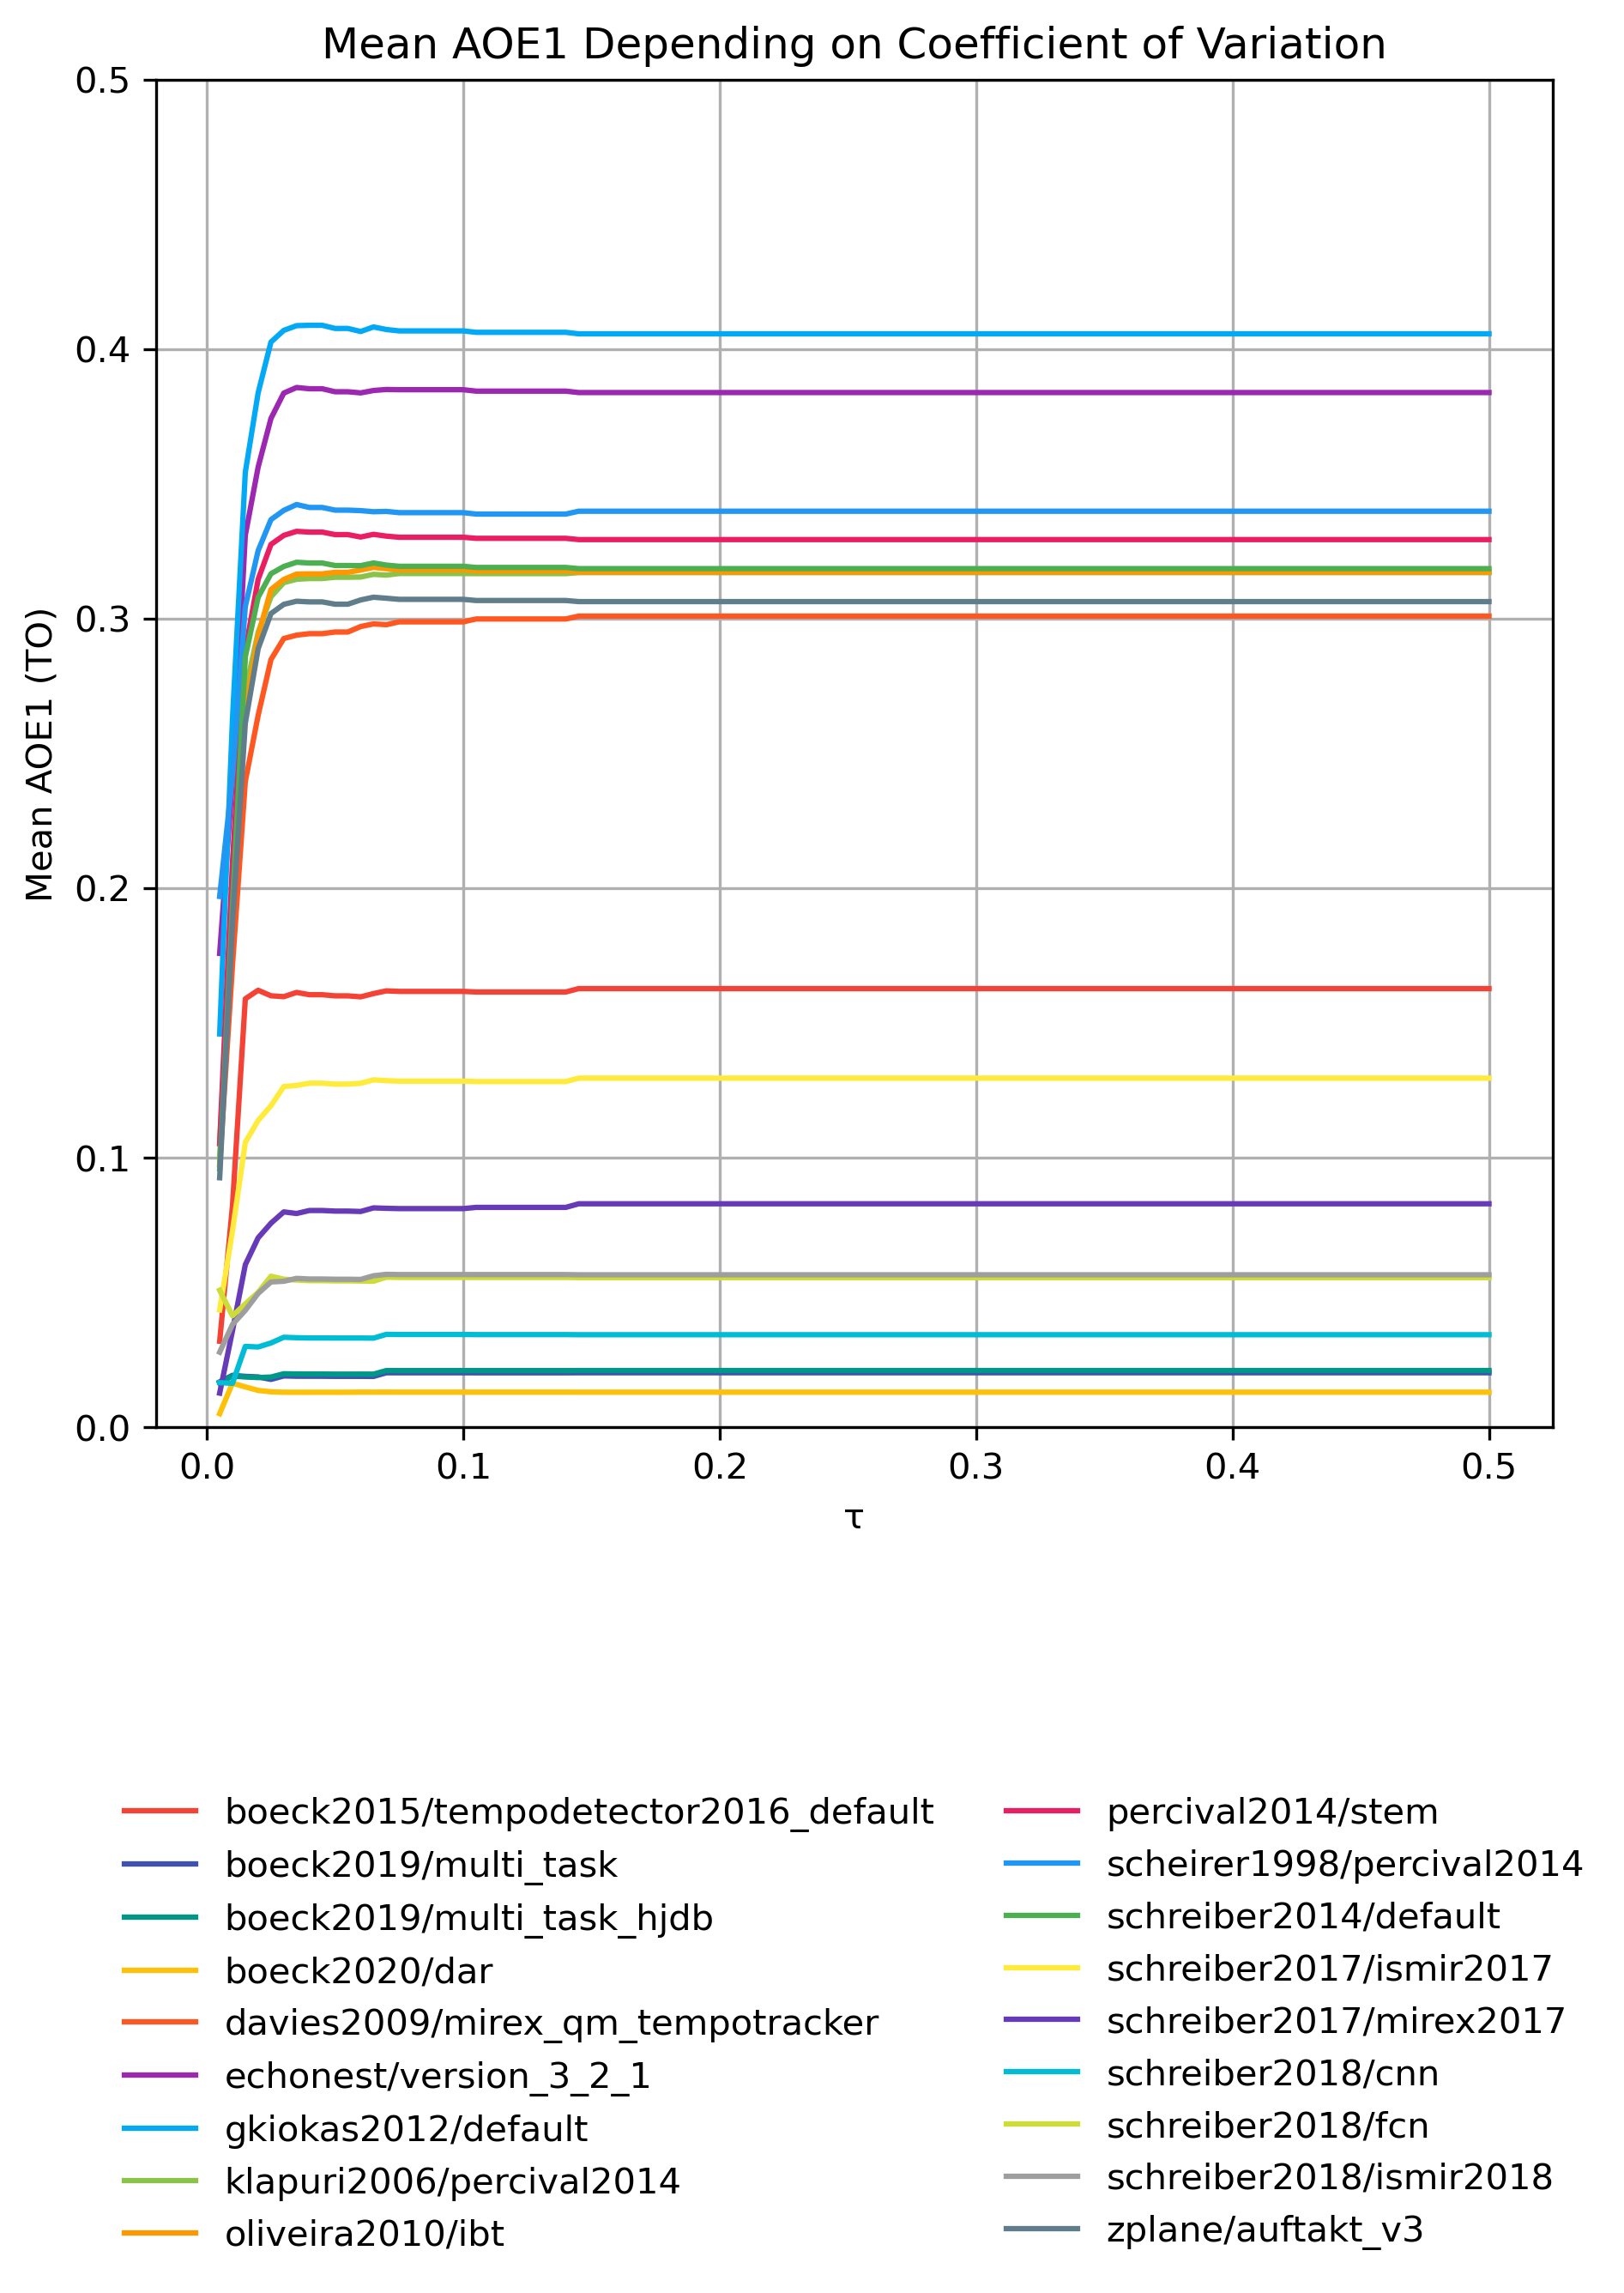 Mean AOE1 Depending on Coefficient of Variation
0.5
0.4
0.3
0.2
0.1
0.0
Mean AOE1 (TO)
0.0 0.1 0.2 0.3 0.4 0.5
τ
boeck2015/tempodetector2016_default
boeck2019/multi_task
boeck2019/multi_task_hjdb
boeck2020/dar
davies2009/mirex_qm_tempotracker
echonest/version_3_2_1
gkiokas2012/default
klapuri2006/percival2014
oliveira2010/ibt
percival2014/stem
scheirer1998/percival2014
schreiber2014/default
schreiber2017/ismir2017
schreiber2017/mirex2017
schreiber2018/cnn
schreiber2018/fcn
schreiber2018/ismir2018
zplane/auftakt_v3